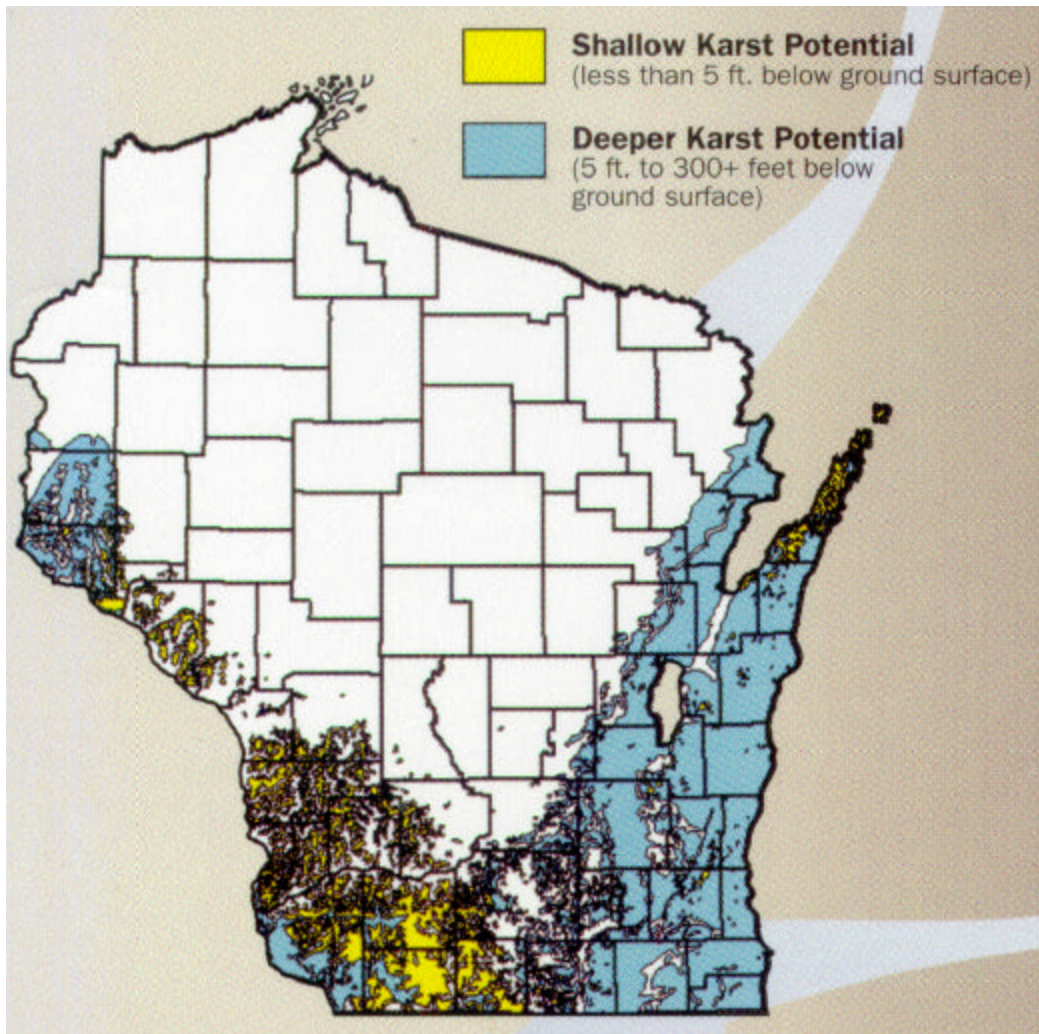 Shallow Karst Potential
(less than 5 ft. below ground surface)
Deeper Karst Potential
(5 ft. to 300+ feet below
ground surface)